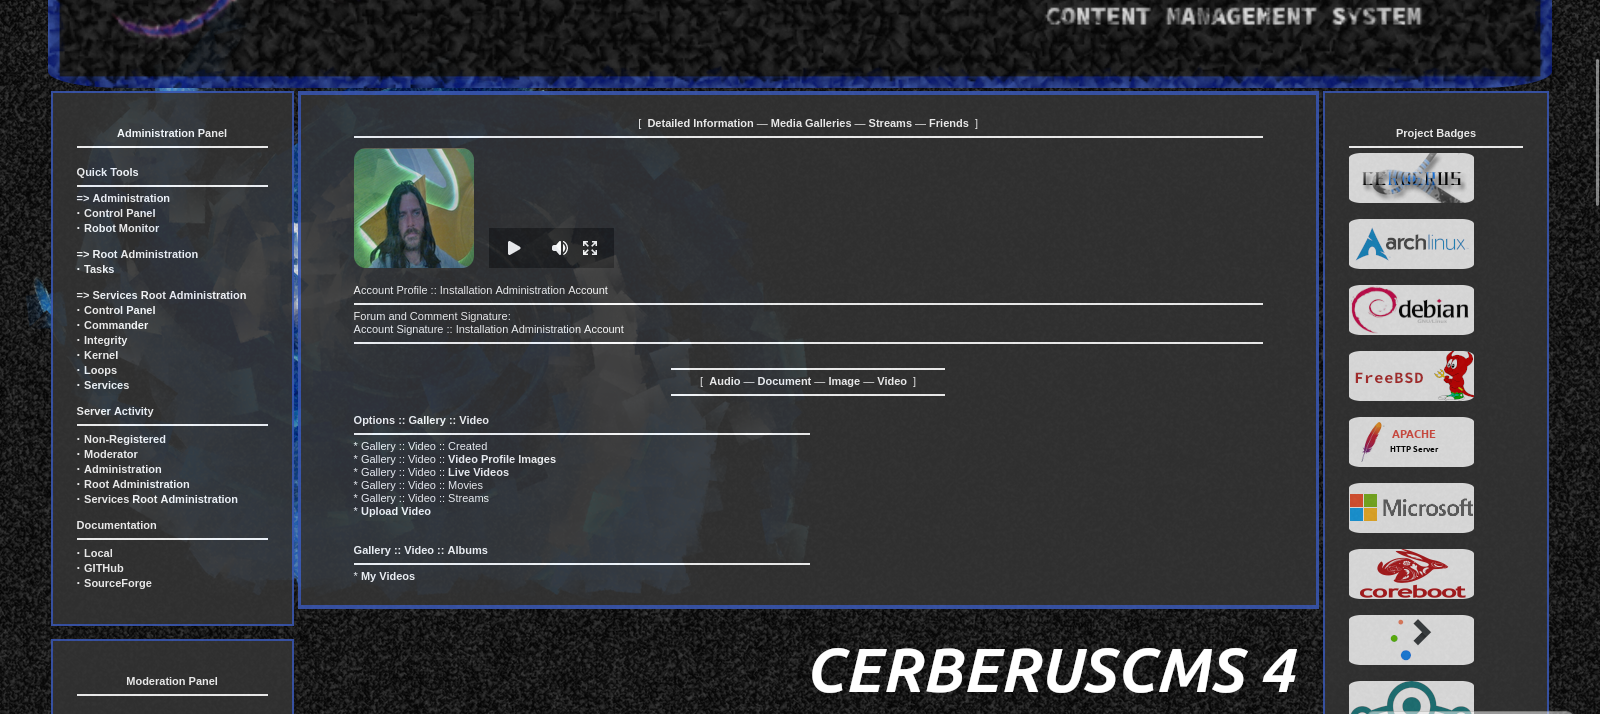 CONTENT MANAGEMENT SYSTEM
Administration Panel
Quick Tools
=> Administration
· Control Panel
· Robot Monitor
=> Root Administration
· Tasks
=> Services Root Administration
· Control Panel
· Commander
· Integrity
· Kernel
· Loops
· Services
Server Activity
· Non-Registered
· Moderator
· Administration
· Root Administration
· Services Root Administration
Documentation
· Local
· GITHub
· SourceForge
Moderation Panel
[ Detailed Information — Media Galleries — Streams — Friends ]
Account Profile :: Installation Administration Account
Forum and Comment Signature:
Account Signature :: Installation Administration Account
[ Audio — Document — Image — Video ]
Options :: Gallery :: Video
* Gallery :: Video :: Created
* Gallery :: Video :: Video Profile Images
* Gallery :: Video :: Live Videos
* Gallery :: Video :: Movies
* Gallery :: Video :: Streams
* Upload Video
Gallery :: Video :: Albums
* My Videos
CERBERUSCMS 4
Project Badges
CERBERUS
archlinux
debian
FreeBSD
APACHE
HTTP Server
Microsoft
coreboot